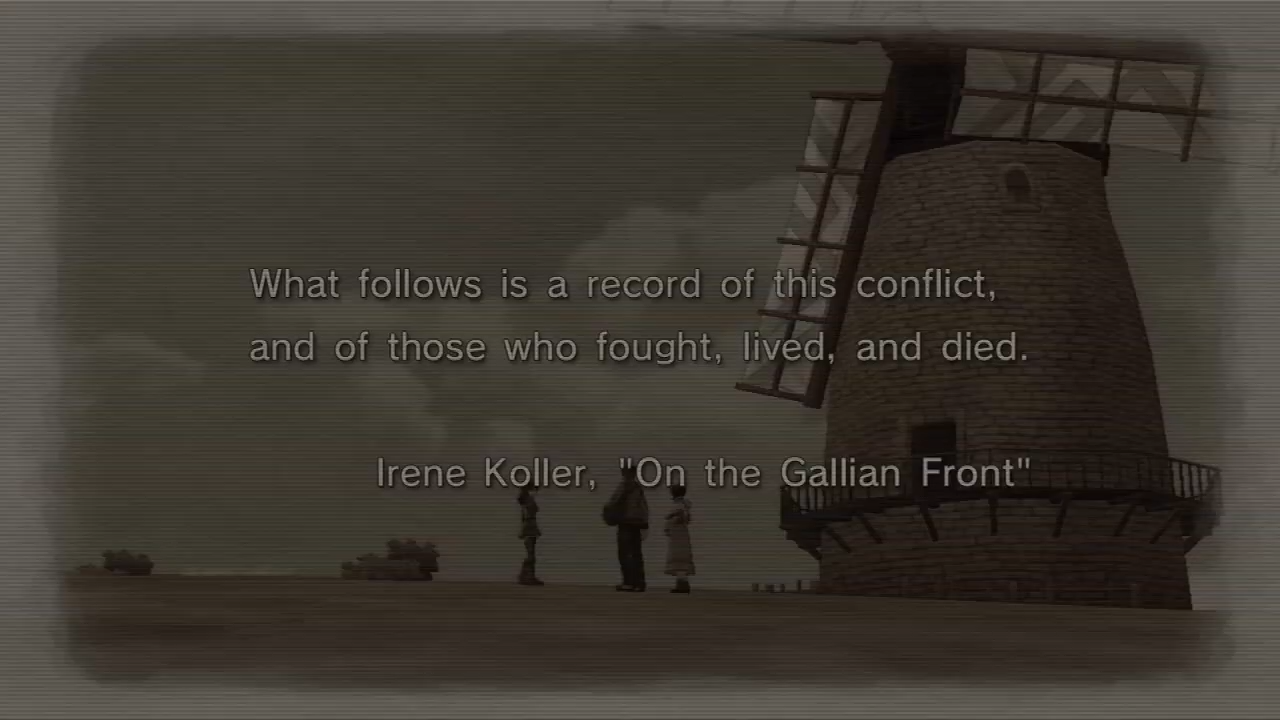 What follows is a record of this conflict,
and of those who fought, lived, and died.
Irene Koller, "On the Gallian Front"